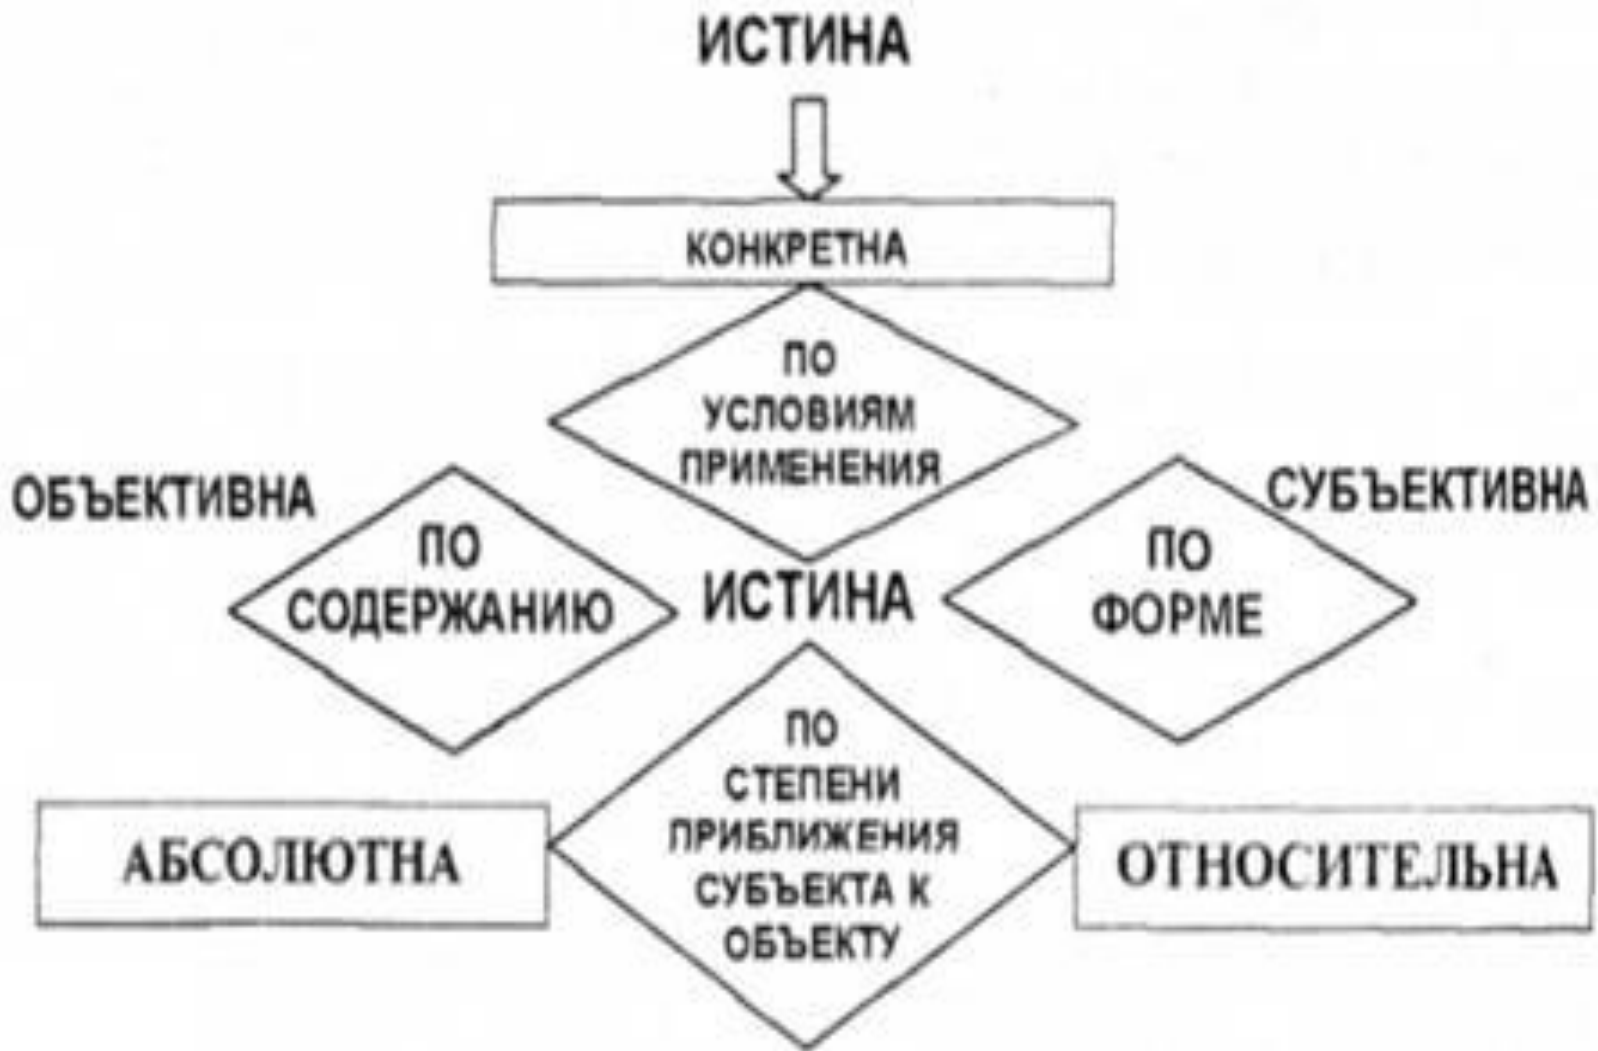 ИСТИНА
КОНКРЕТНА
ПО
УСЛОВИЯМ
ПРИМЕНЕНИЯ
ОБЪЕКТИВНА
ПО
СОДЕРЖАНИЮ
ИСТИНА
СУБЪЕКТИВНА
ПО
ФОРМЕ
ПО
СТЕПЕНИ
ПРИБЛИЖЕНИЯ
СУБЪЕКТА К
ОБЪЕКТУ
АБСОЛЮТНА
ОТНОСИТЕЛЬНА